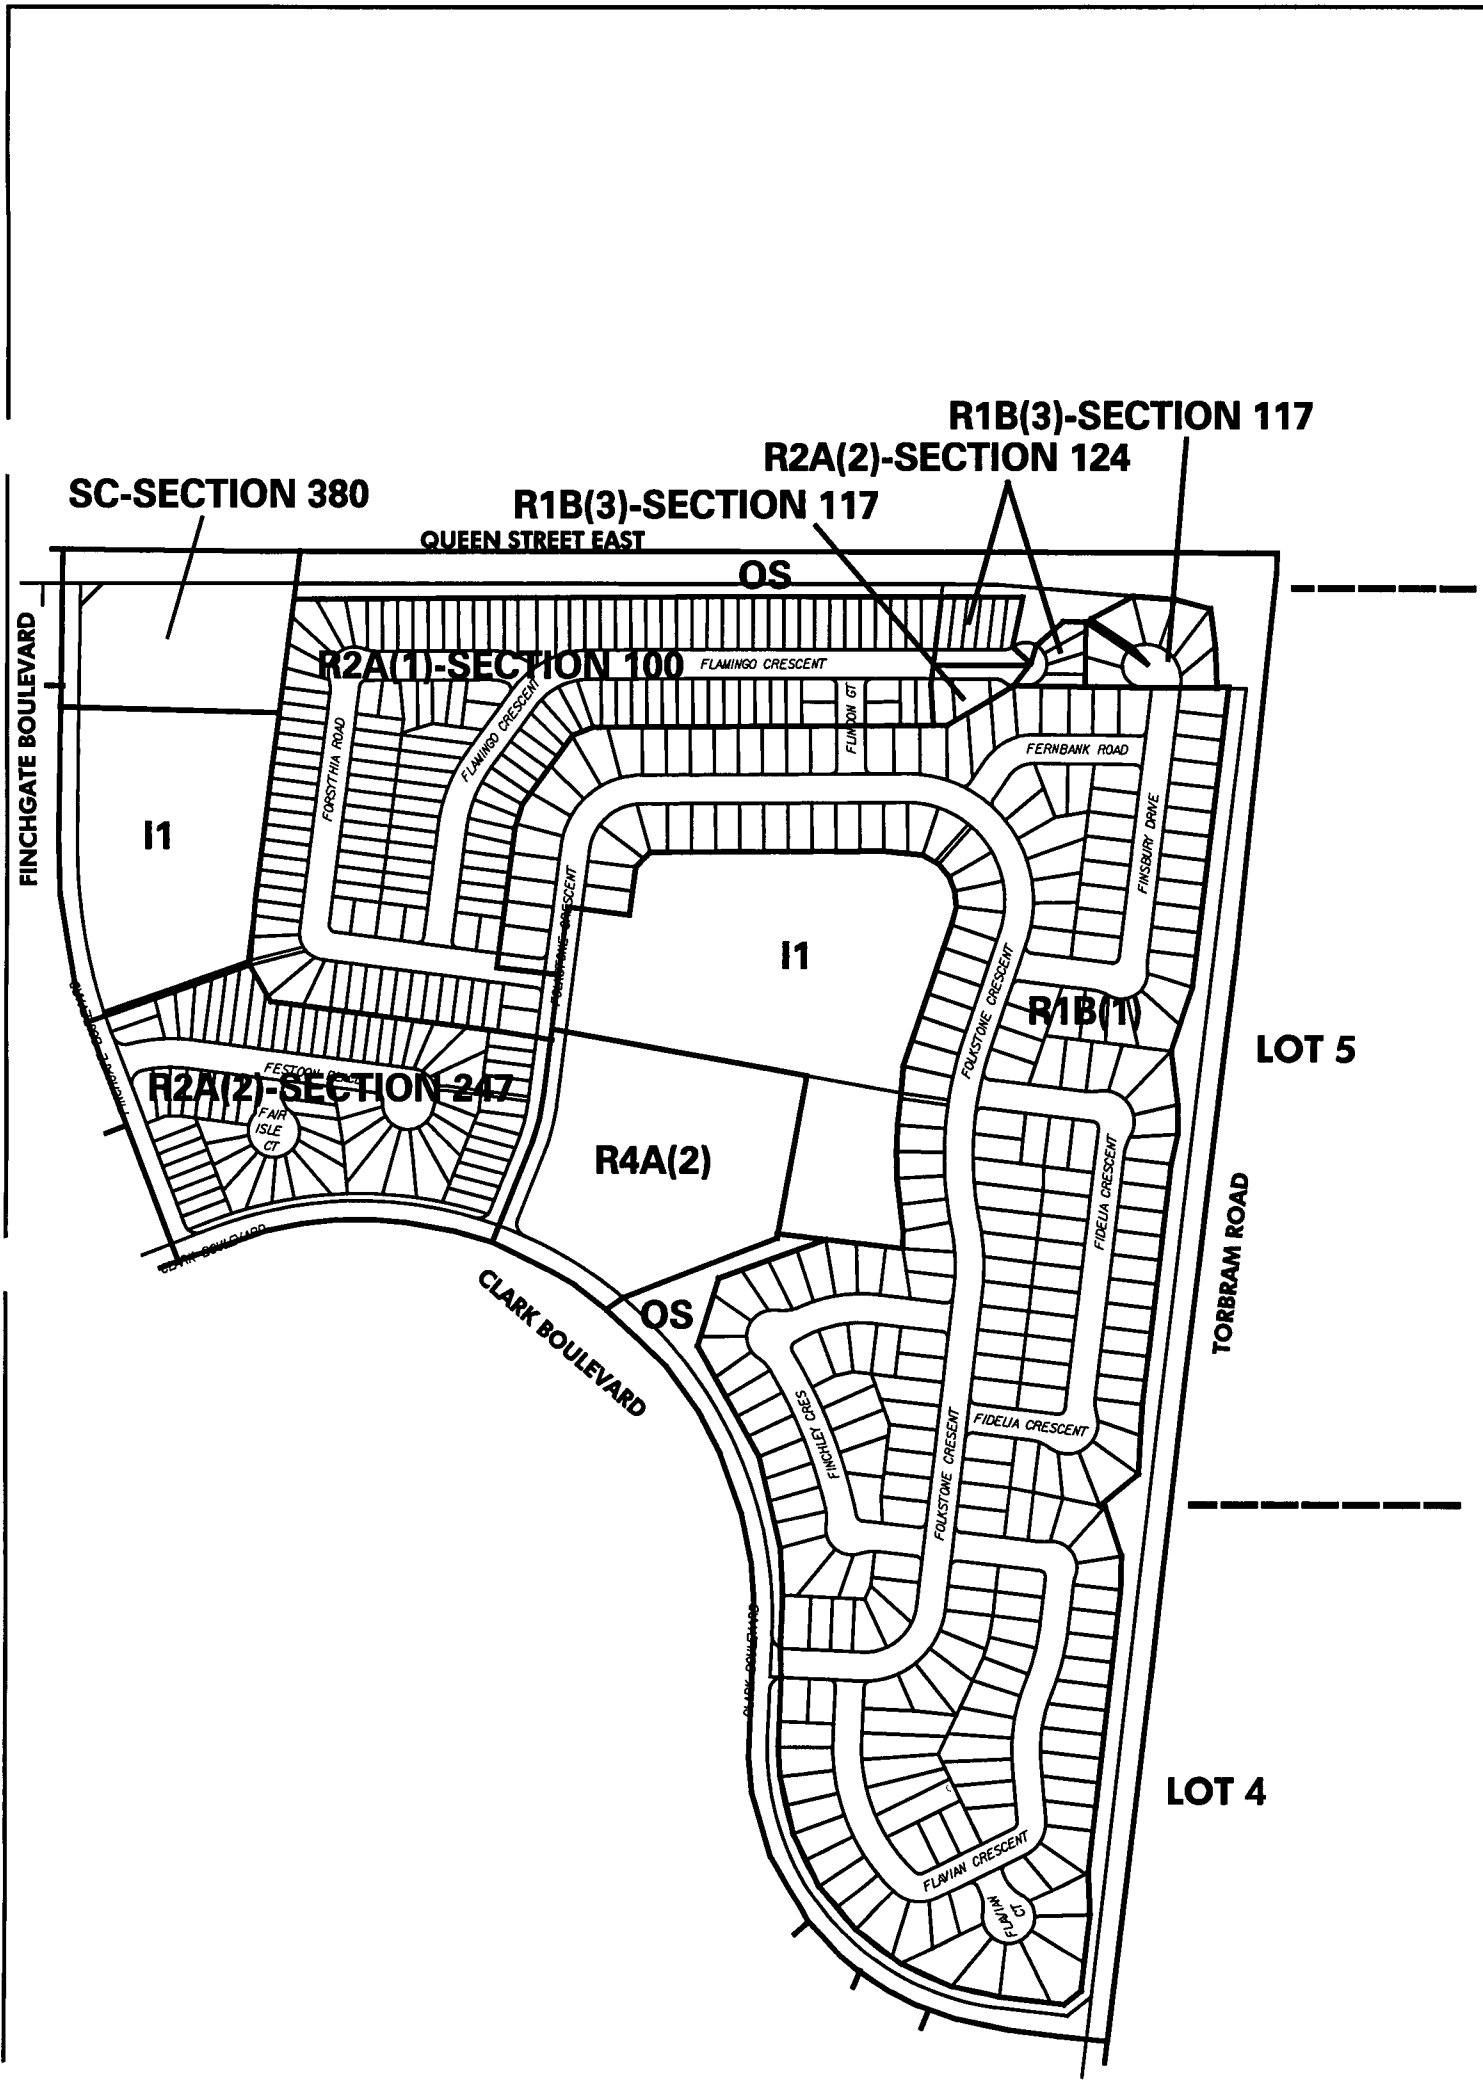 R1B(3)-SECTION 117
R2A(2)-SECTION 124
SC-SECTION 380
R1B(3)-SECTION 117
QUEEN STREET EAST
OS
FINCHGATE BOULEVARD
R2A(1)-SECTION 100
FLAMINGO CRESCENT
FLAMINGO CRESCENT
FLINDON GT
FORSYTHIA ROAD
FERNBANK ROAD
FINSBURY DRIVE
I1
FOLKSTONE CRESCENT
I1
FOLKSTONE CRESCENT
R1B(1)
LOT 5
R2A(2)-SECTION 247
FAIR
ISLE
CT
R4A(2)
FIDELIA CRESCENT
TORBRAM ROAD
CLARK BOULEVARD
CLARK BOULEVARD
OS
FINCHLEY CRES
FIDELIA CRESCENT
FOLKSTONE CRESENT
CLARK BOULEVARD
LOT 4
FLAVIAN CRESCENT
FLAVIAN
CT